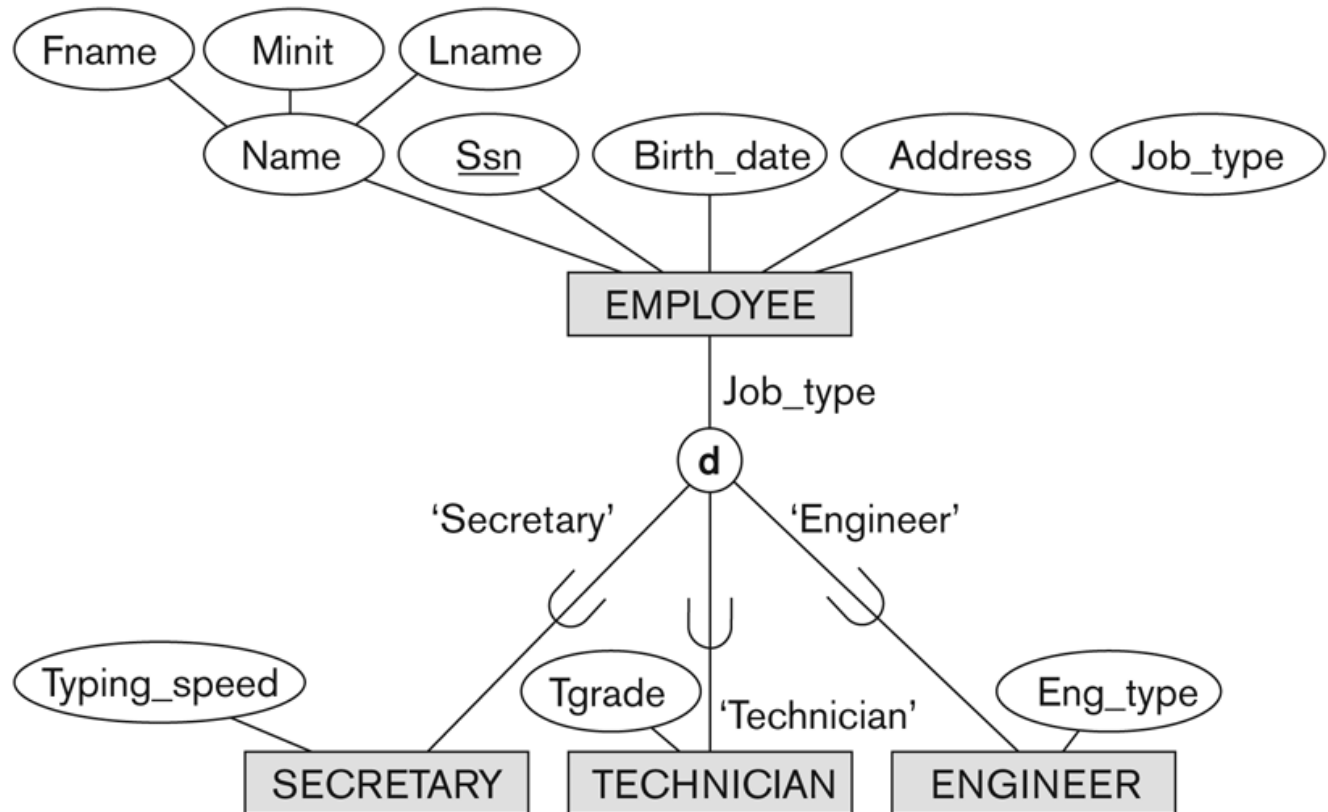 Fname
Minit
Lname
Name
Ssn
Birth_date
Address
Job_type
EMPLOYEE
Job_type
d
‘Secretary’
‘Engineer’
Typing_speed
Tgrade
‘Technician’
Eng_type
SECRETARY
TECHNICIAN
ENGINEER